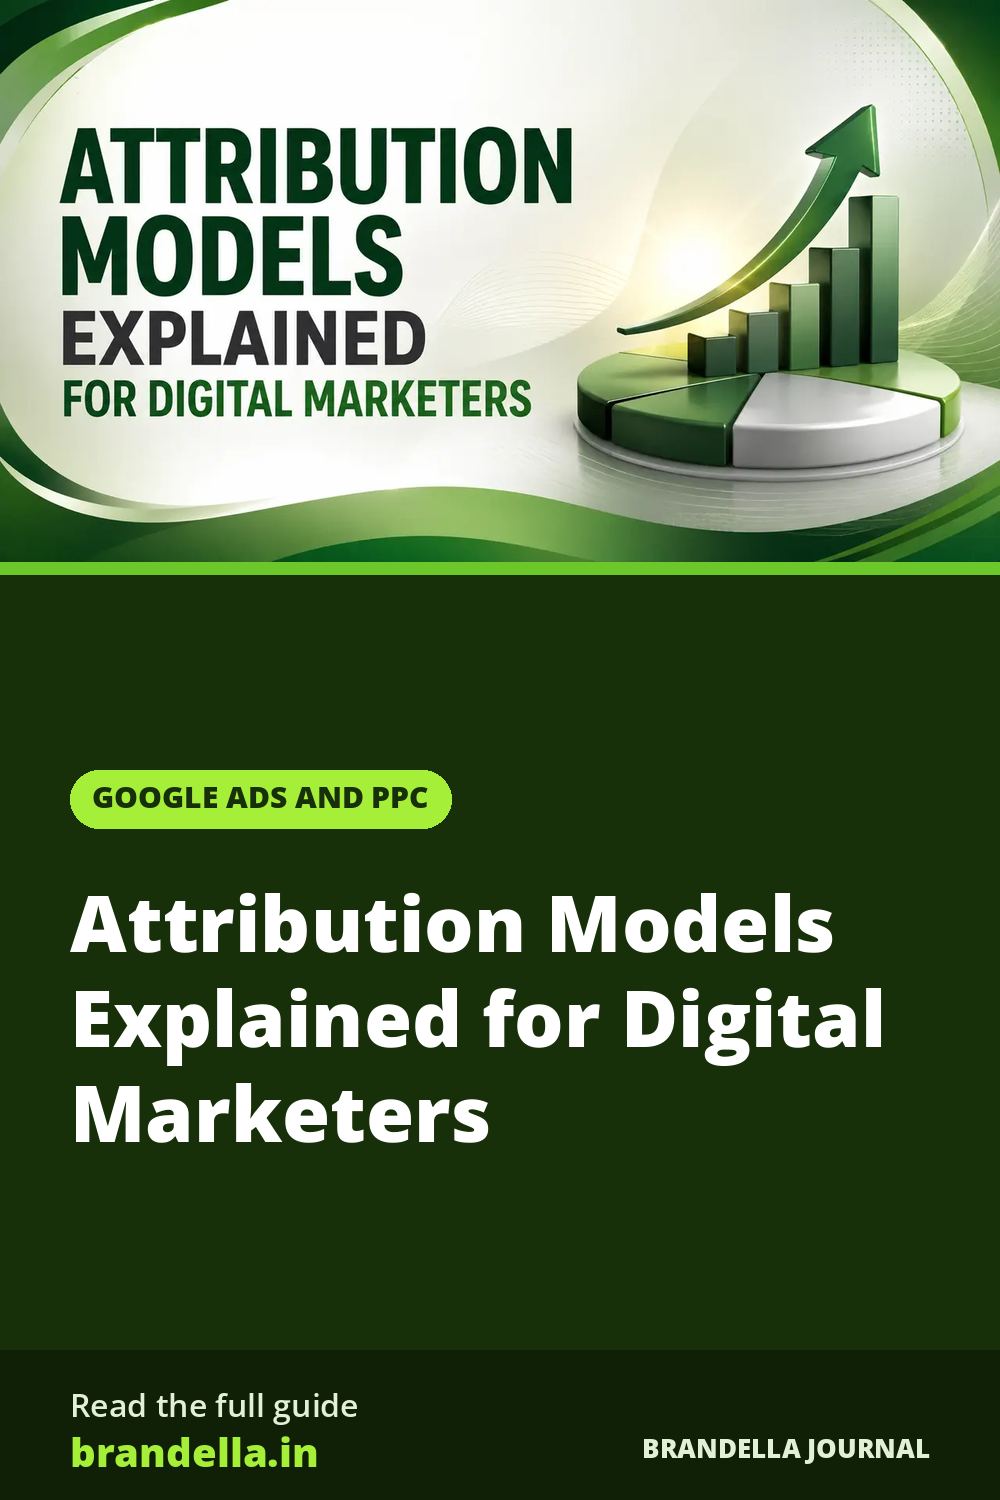 ATTRIBUTION
MODELS
EXPLAINED
FOR DIGITAL MARKETERS
GOOGLE ADS AND PPC
Attribution Models
Explained for Digital
Marketers
Read the full guide
brandella.in
BRANDELLA JOURNAL